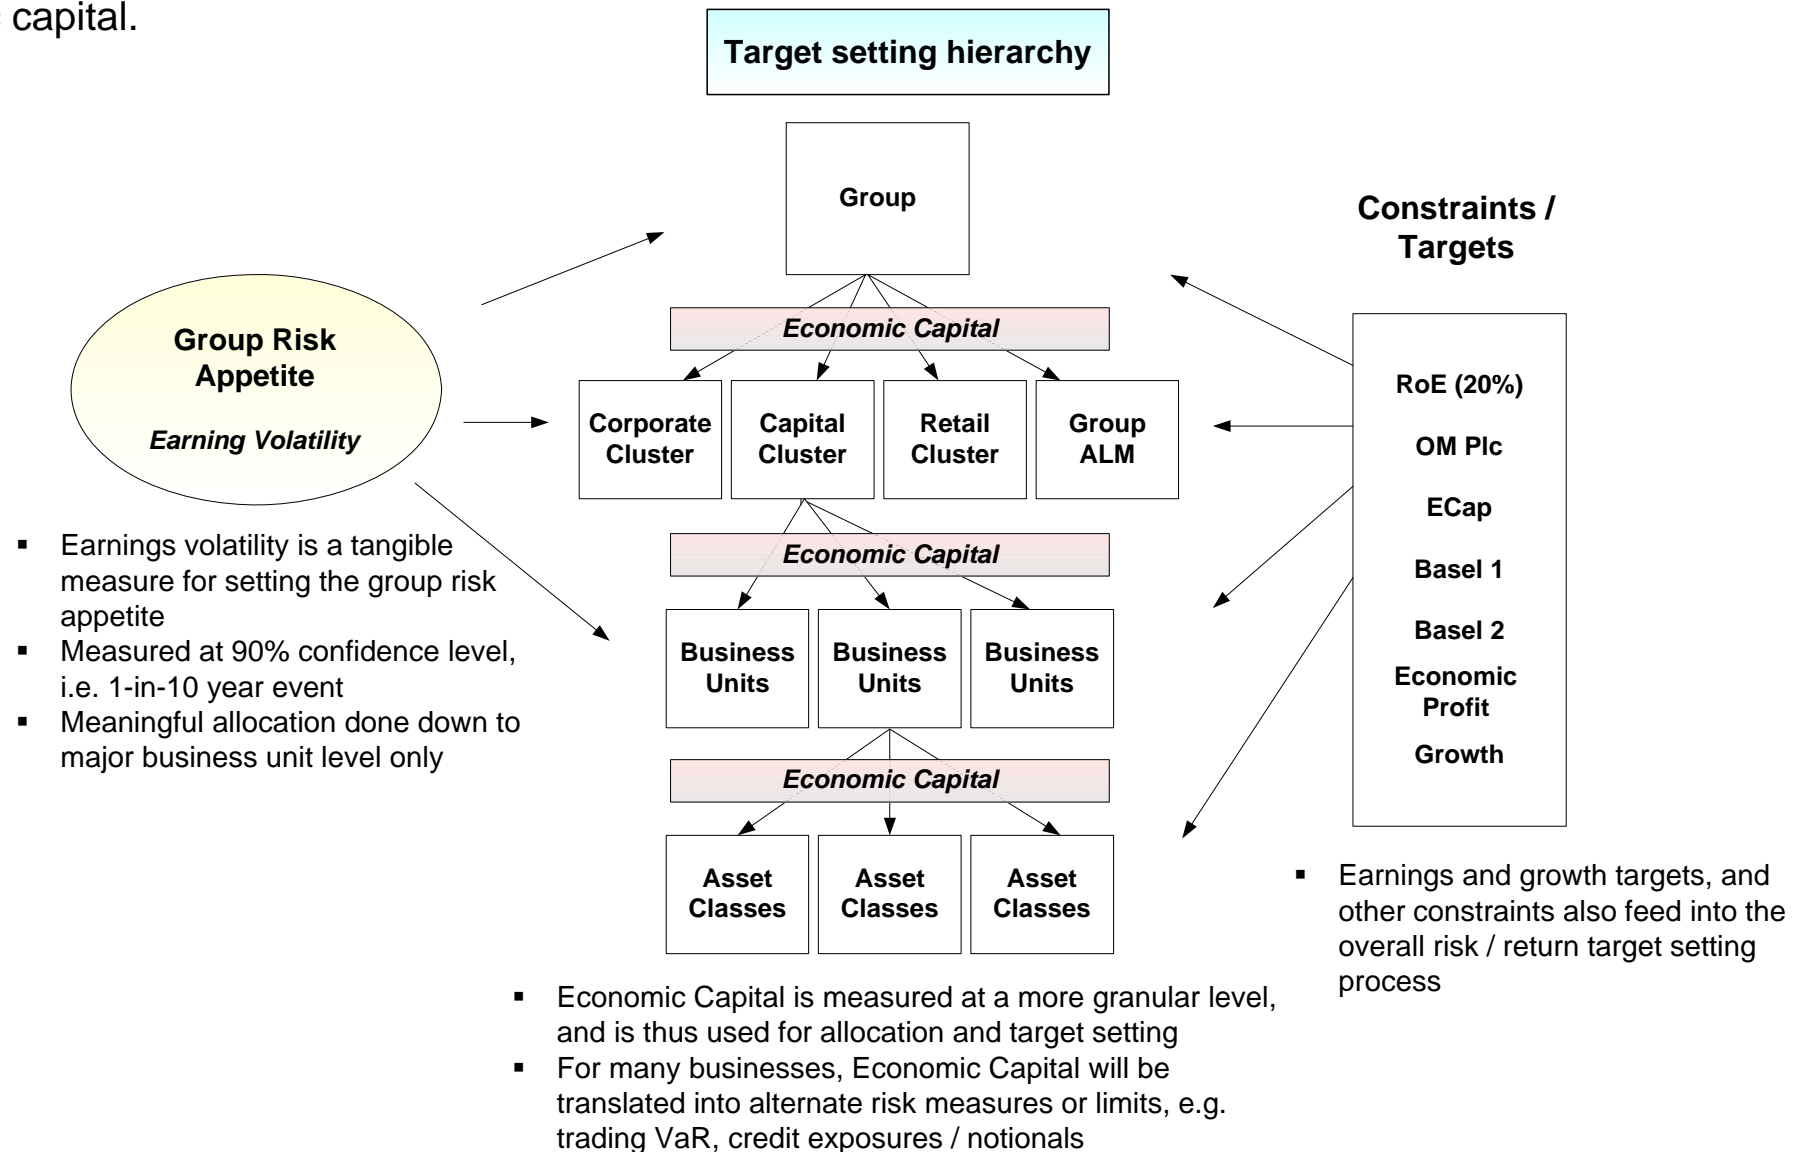 capital.
Target setting hierarchy
Group
Constraints /
Targets
Group Risk
Appetite
Earning Volatility
Economic Capital
Corporate
Cluster
Capital
Cluster
Retail
Cluster
Group
ALM
RoE (20%)
OM Plc
ECap
Basel 1
Basel 2
Economic
Profit
Growth
▪ Earnings volatility is a tangible
measure for setting the group risk
appetite
▪ Measured at 90% confidence level,
i.e. 1-in-10 year event
▪ Meaningful allocation done down to
major business unit level only
Economic Capital
Business
Units
Business
Units
Business
Units
Economic Capital
Asset
Classes
Asset
Classes
Asset
Classes
▪ Earnings and growth targets, and
other constraints also feed into the
overall risk / return target setting
process
▪ Economic Capital is measured at a more granular level,
and is thus used for allocation and target setting
▪ For many businesses, Economic Capital will be
translated into alternate risk measures or limits, e.g.
trading VaR, credit exposures / notionals